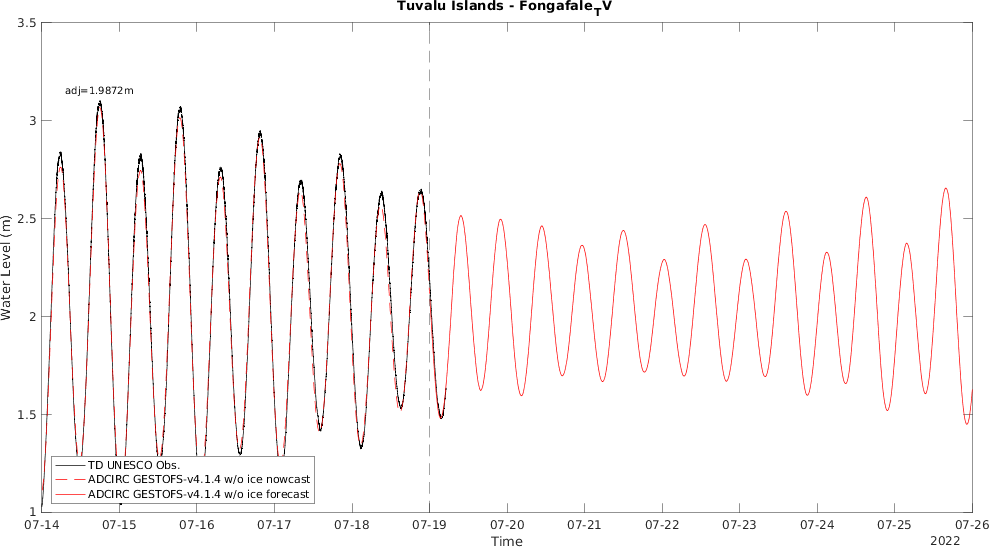 Tuvalu Islands - Fongafale_TV
3.5
adj=1.9872m
3
2.5
Water Level (m)
2
1.5
TD UNESCO Obs.
ADCIRC GESTOFS-v4.1.4 w/o ice nowcast
ADCIRC GESTOFS-v4.1.4 w/o ice forecast
1
07-14 07-15 07-16 07-17 07-18 07-19 07-20 07-21 07-22 07-23 07-24 07-25 07-26
Time
2022